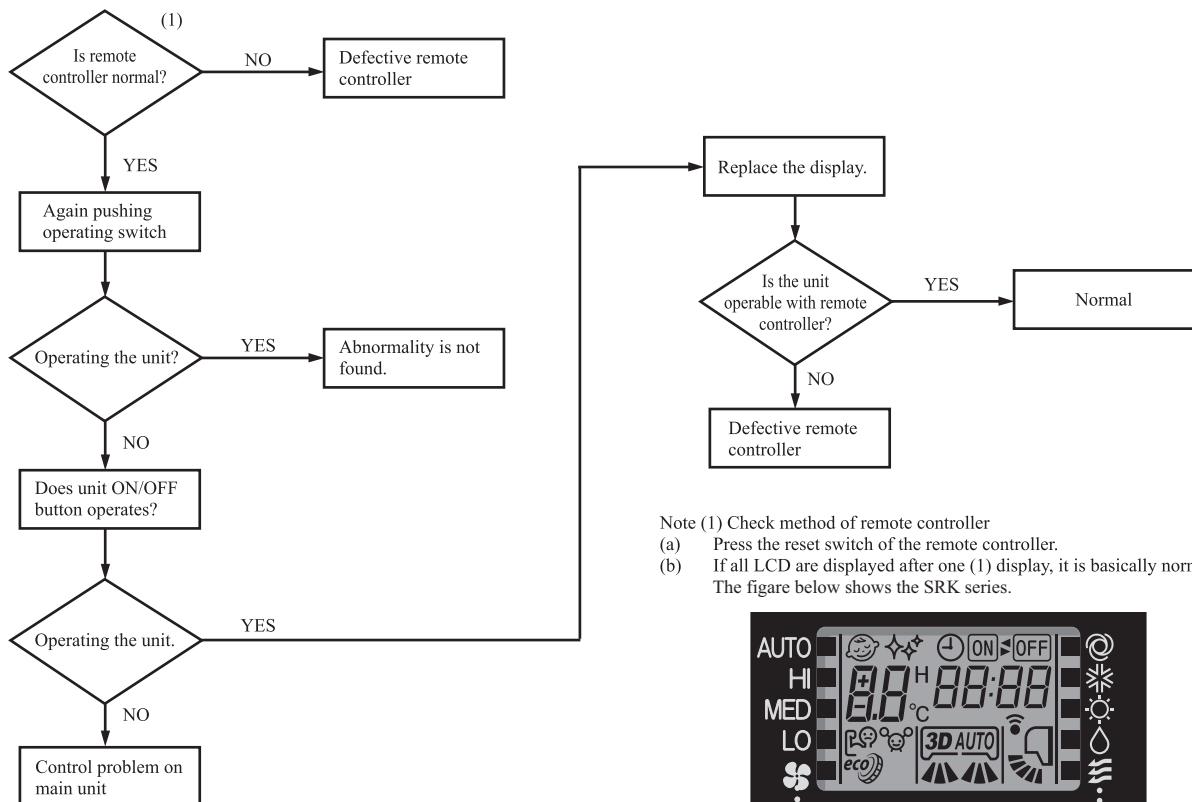 (1)
Is remote
controller normal?
NO
Defective remote
controller
YES
Again pushing
operating switch
Operating the unit?
YES
Abnormality is not
found.
NO
Does unit ON/OFF
button operates?
Operating the unit.
YES
NO
Control problem on
main unit
Replace the display.
Is the unit
operable with remote
controller?
YES
Normal
NO
Defective remote
controller
Note (1) Check method of remote controller
(a) Press the reset switch of the remote controller.
(b) If all LCD are displayed after one (1) display, it is basically norm
The figare below shows the SRK series.
AUTO
HI
MED
LO
ON OFF
8.8 H 88:88
°C
3D AUTO
eco